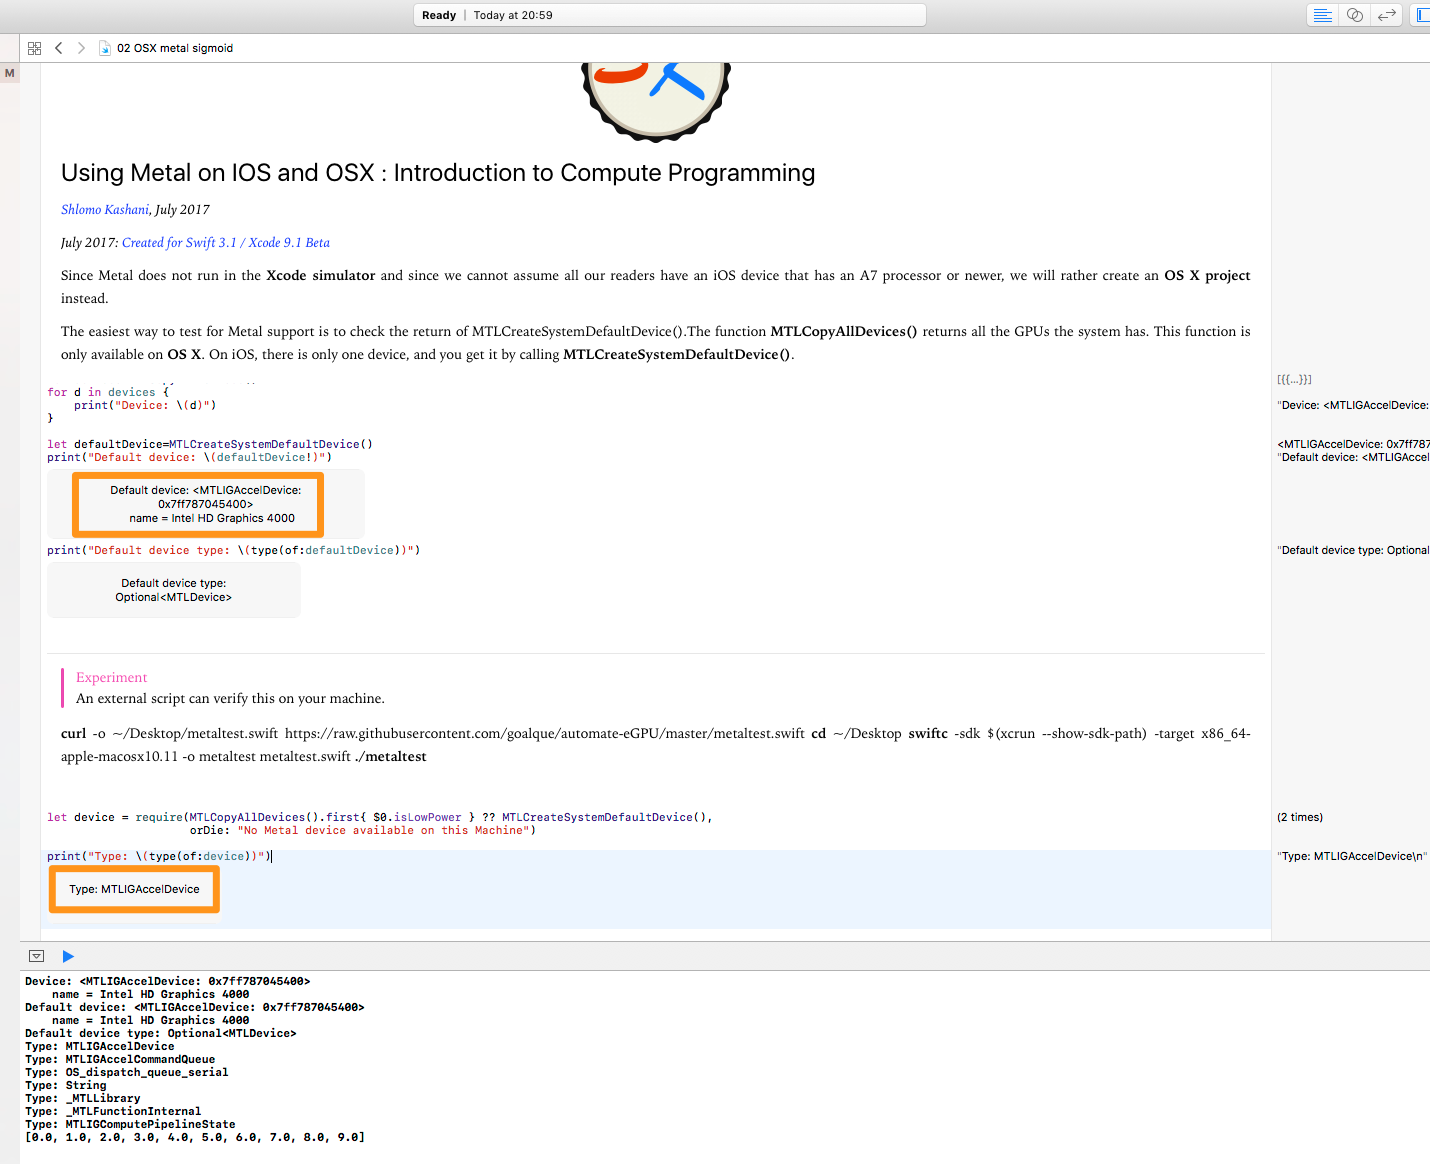 Ready | Today at 20:59
02 OSX metal sigmoid
M
Using Metal on IOS and OSX : Introduction to Compute Programming
Shlomo Kashani, July 2017
July 2017: Created for Swift 3.1 / Xcode 9.1 Beta
Since Metal does not run in the Xcode simulator and since we cannot assume all our readers have an iOS device that has an A7 processor or newer, we will rather create an OS X project
instead.
The easiest way to test for Metal support is to check the return of MTLCreateSystemDefaultDevice().The function MTLCopyAllDevices() returns all the GPUs the system has. This function is
only available on OS X. On iOS, there is only one device, and you get it by calling MTLCreateSystemDefaultDevice().
[{{...}}]
for d in devices {
    print("Device: \(d)")
"Device: <MTLIGAccelDevice:
}
let defaultDevice=MTLCreateSystemDefaultDevice()
<MTLIGAccelDevice: 0x7ff787
print("Default device: \(defaultDevice!)")
"Default device: <MTLIGAccel
Default device: <MTLIGAccelDevice:
0x7ff787045400>
name = Intel HD Graphics 4000
print("Default device type: \(type(of:defaultDevice))")
"Default device type: Optional
Default device type:
Optional<MTLDevice>
Experiment
An external script can verify this on your machine.
curl -o ~/Desktop/metaltest.swift https://raw.githubusercontent.com/goalque/automate-eGPU/master/metaltest.swift cd ~/Desktop swiftc -sdk $(xcrun --show-sdk-path) -target x86_64-
apple-macosx10.11 -o metaltest metaltest.swift ./metaltest
let device = require(MTLCopyAllDevices().first{ $0.isLowPower } ?? MTLCreateSystemDefaultDevice(),
(2 times)
orDie: "No Metal device available on this Machine")
print("Type: \(type(of:device))")
"Type: MTLIGAccelDevice\n"
Type: MTLIGAccelDevice
Device: <MTLIGAccelDevice: 0x7ff787045400>
    name = Intel HD Graphics 4000
Default device: <MTLIGAccelDevice: 0x7ff787045400>
    name = Intel HD Graphics 4000
Default device type: Optional<MTLDevice>
Type: MTLIGAccelDevice
Type: MTLIGAccelCommandQueue
Type: OS_dispatch_queue_serial
Type: String
Type: _MTLLibrary
Type: _MTLFunctionInternal
Type: MTLIGComputePipelineState
[0.0, 1.0, 2.0, 3.0, 4.0, 5.0, 6.0, 7.0, 8.0, 9.0]